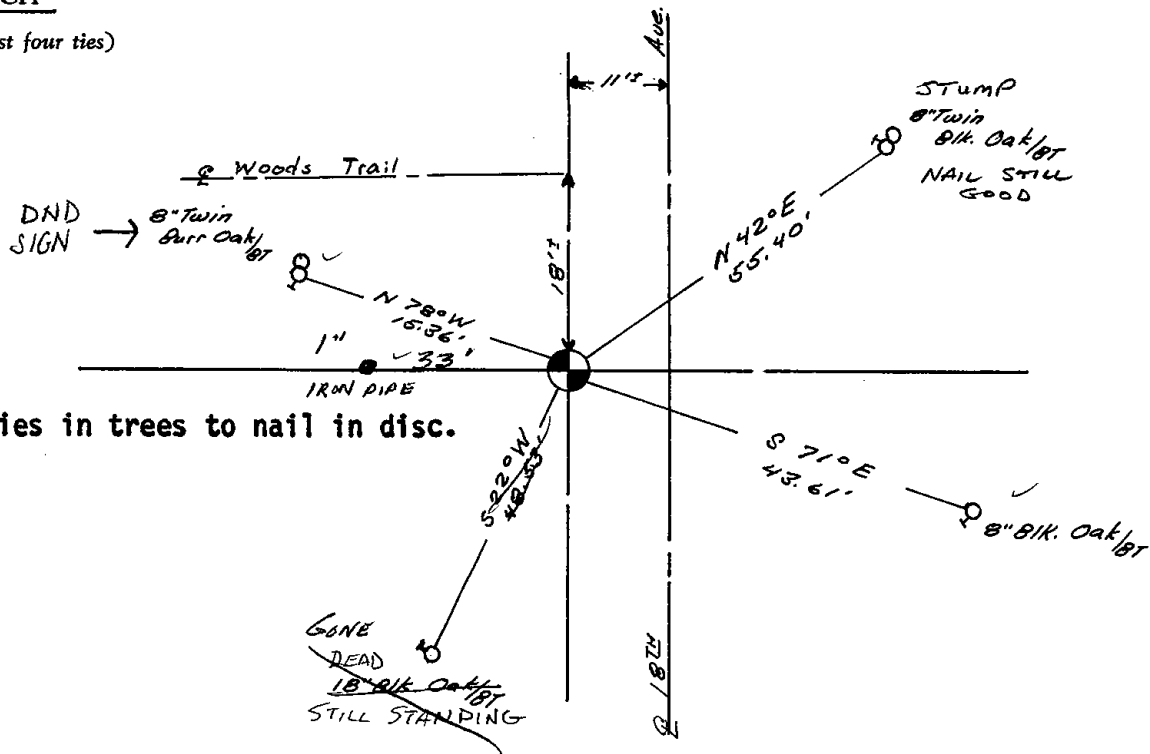 st four ties)
Ave.
11'±
STUMP
8"Twin
Blk. Oak/BT
NAIL STILL
GOOD
℄ Woods Trail
DND
SIGN
8"Twin
Burr Oak/BT
18'±
N 42°E
55.40'
N 78°W
15.36'
1"
33'
IRON PIPE
ies in trees to nail in disc.
S 22°W
S 71°E
43.61'
8"Blk. Oak/BT
GONE
DEAD
18"Blk Oak/BT
STILL STANDING
℄ 18TH